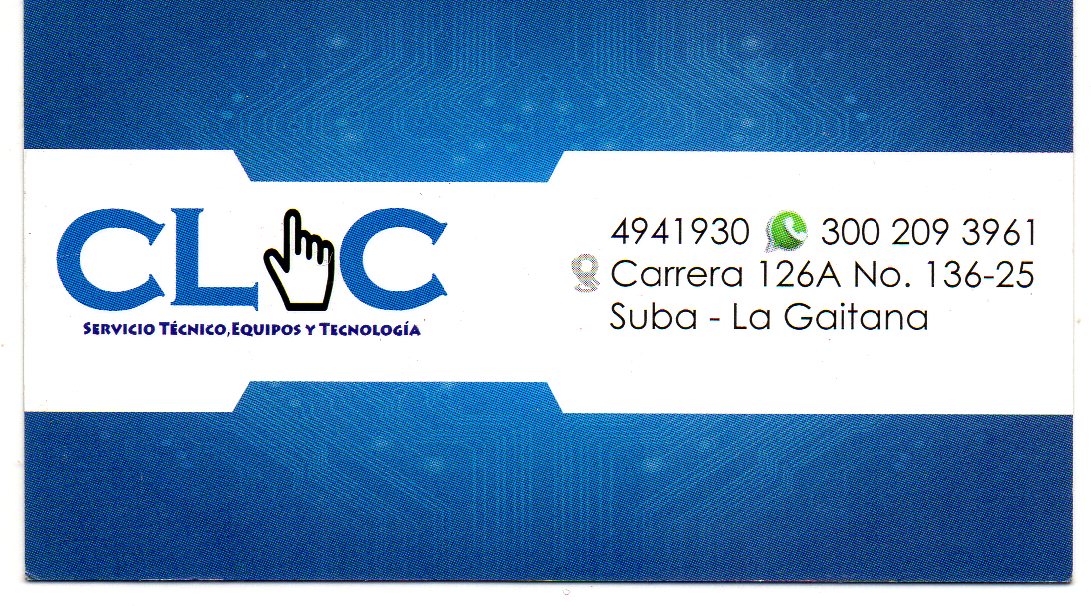 CLIC
SERVICIO TÉCNICO, EQUIPOS Y TECNOLOGÍA
4941930 300 209 3961
Carrera 126A No. 136-25
Suba - La Gaitana